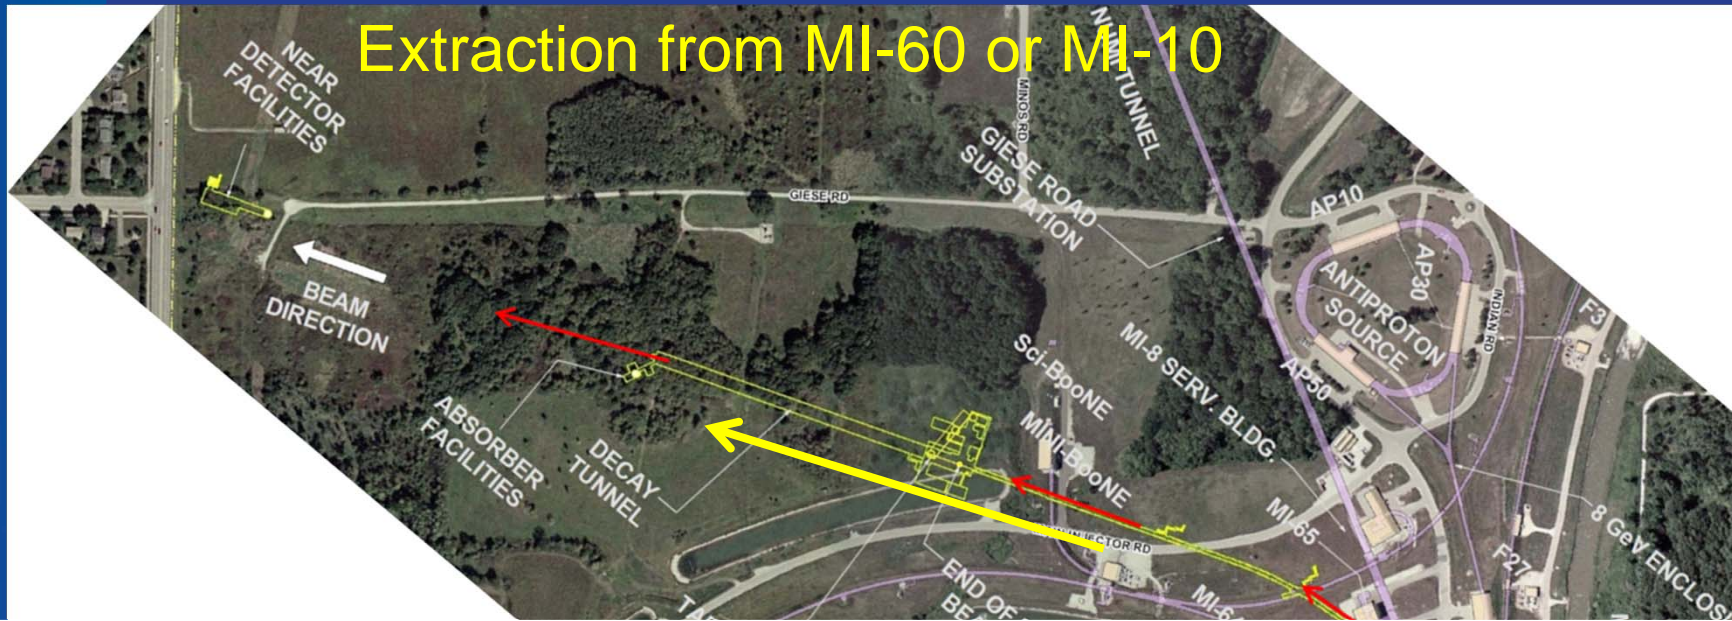 Extraction from MI-60 or MI-10
NEAR
DETECTOR
FACILITIES
BEAM
DIRECTION
GIESE RD
MINOS RD
NUMI TUNNEL
GIESE ROAD
SUBSTATION
AP10
AP30
ANTIPROTON
SOURCE
AP50
INDIAN RD
F3
Sci-BooNE
MINI-BooNE
MI-8 SERV. BLDG.
MI-65
F27
8 GeV ENCLOS
ABSORBER
FACILITIES
DECAY
TUNNEL
INJECTOR RD
END OF